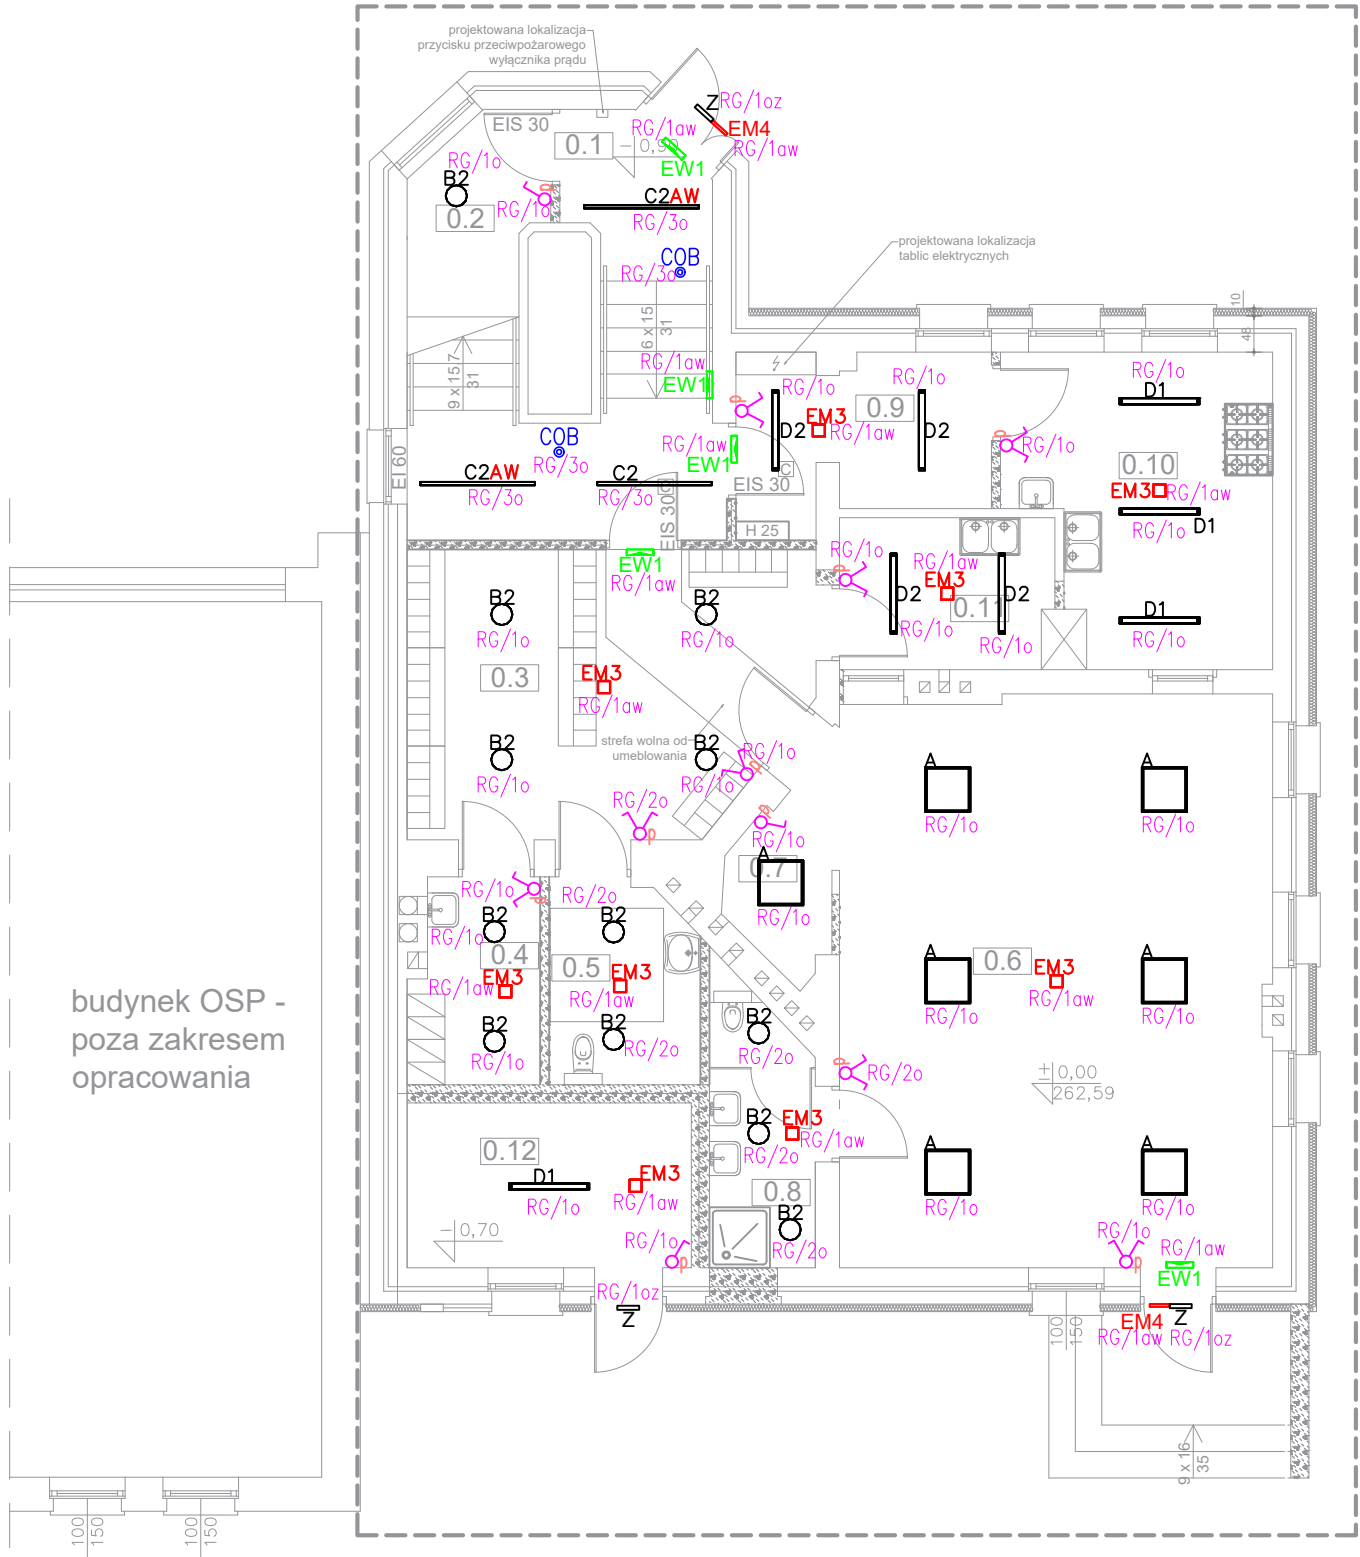 projektowana lokalizacja
przycisku przeciwpożarowego
wyłącznika prądu
Z
RG/1oz
EIS 30
RG/1aw
EM4
0.1
RG/1aw
RG/1o
EW1
B2
p
C2AW
RG/1o
0.2
RG/3o
projektowana lokalizacja
tablic elektrycznych
COB
RG/3o
10
48
6 x 15
31
9 x 15,7
31
RG/1aw
EW1
RG/1o
RG/1o
RG/1o
D1
p
EM3
0.9
D2
RG/1aw
D2
p
RG/1o
COB
RG/3o
RG/1aw
EW1
0.10
EI 60
C2AW
RG/3o
C2
RG/3o
C
EIS 30
C
EIS 30
EM3
RG/1aw
RG/1o
D1
H 25
EW1
RG/1aw
RG/1o
p
RG/1aw
EM3
D2
0.11
D2
RG/1o
RG/1o
B2
RG/1o
B2
RG/1o
D1
RG/1o
0.3
EM3
RG/1aw
strefa wolna od
umeblowania
B2
RG/1o
B2
RG/1o
RG/1o
p
A
RG/1o
A
RG/1o
RG/2o
p
p
RG/1o
A
0.7
RG/1o
RG/1o
p
RG/2o
B2
RG/1o
B2
0.4
0.5
EM3
RG/1aw
EM3
RG/1aw
A
RG/1o
0.6
EM3
RG/1aw
A
RG/1o
budynek OSP -
poza zakresem
opracowania
B2
RG/1o
B2
RG/2o
B2
RG/2o
p
RG/2o
± 0,00
262,59
B2
RG/2o
EM3
RG/1aw
0.12
D1
RG/1o
EM3
RG/1aw
A
RG/1o
A
RG/1o
0.8
B2
RG/2o
-0,70
RG/1o
p
RG/1o
p
RG/1aw
EW1
RG/1oz
Z
EM4
Z
RG/1aw
RG/1oz
100
150
9 x 16
35
100
150
100
150